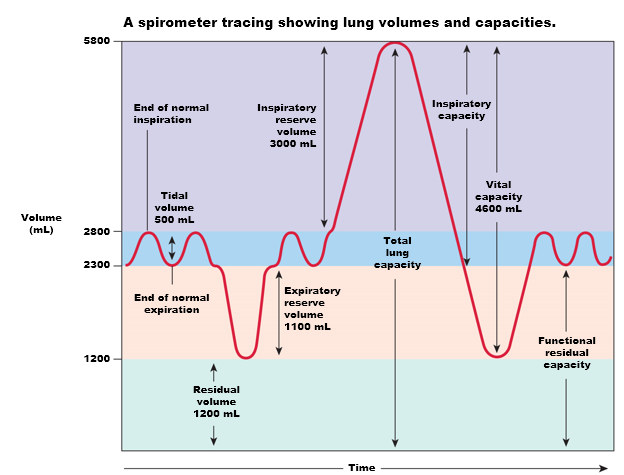 A spirometer tracing showing lung volumes and capacities.
5800
End of normal
inspiration
Inspiratory
reserve
volume
3000 mL
Inspiratory
capacity
Tidal
volume
500 mL
Vital
capacity
4600 mL
Volume
(mL)
2800
Total
lung
capacity
2300
End of normal
expiration
Expiratory
reserve
volume
1100 mL
Functional
residual
capacity
1200
Residual
volume
1200 mL
Time